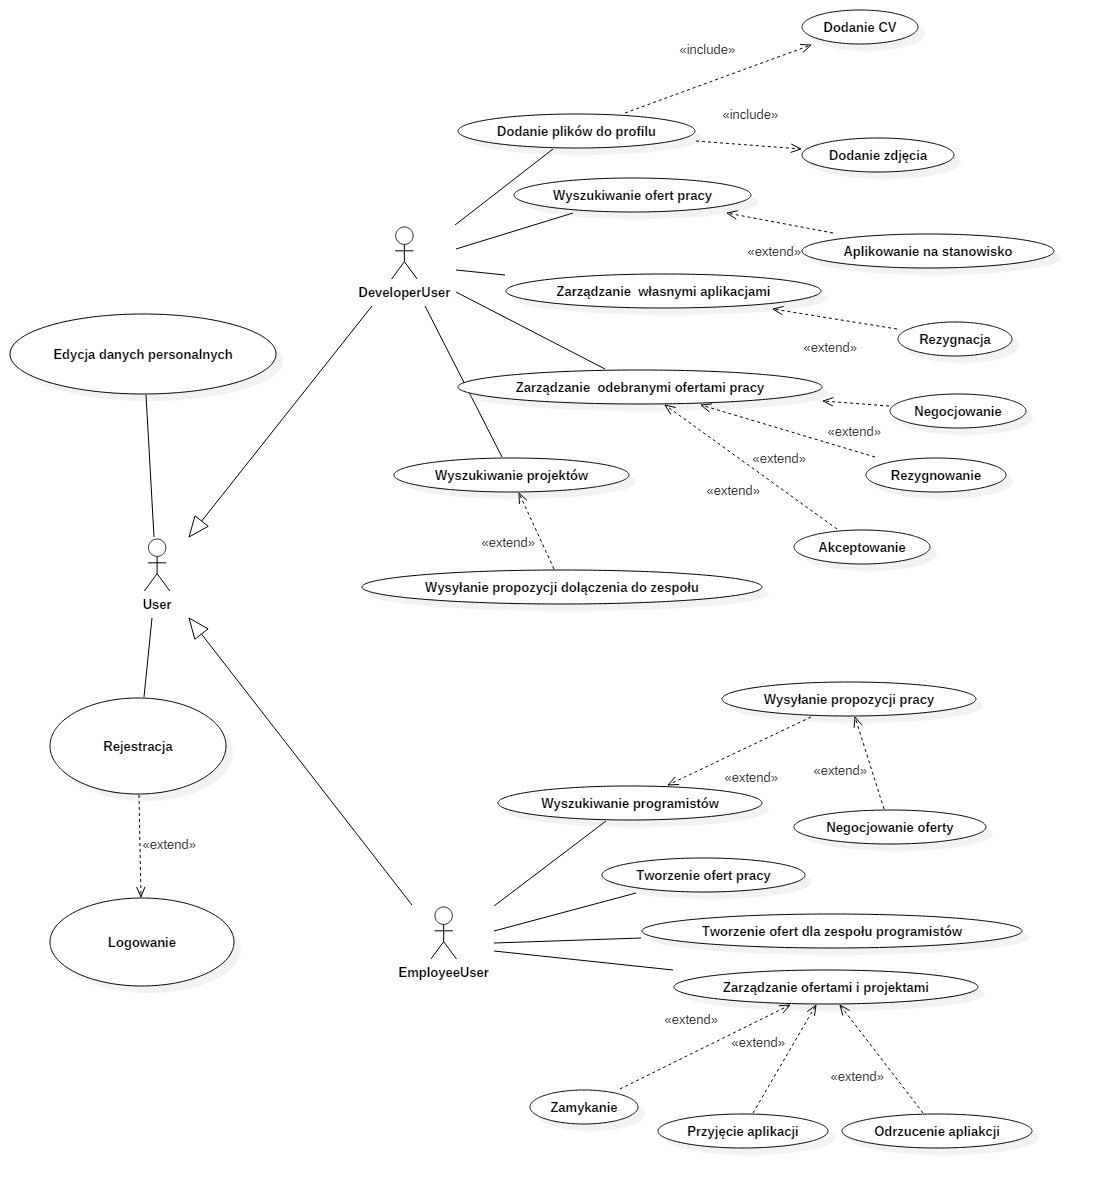 Dodanie CV
«include»
«include»
Dodanie plików do profilu
Dodanie zdjęcia
Wyszukiwanie ofert pracy
«extend»
Aplikowanie na stanowisko
DeveloperUser
Zarządzanie  własnymi aplikacjami
Rezygnacja
«extend»
Edycja danych personalnych
Zarządzanie  odebranymi ofertami pracy
Negocjowanie
«extend»
«extend»
Rezygnowanie
Wyszukiwanie projektów
«extend»
«extend»
Akceptowanie
Wysyłanie propozycji dolączenia do zespołu
User
Wysyłanie propozycji pracy
Rejestracja
«extend»
«extend»
Wyszukiwanie programistów
Negocjowanie oferty
«extend»
Tworzenie ofert pracy
Tworzenie ofert dla zespołu programistów
Logowanie
EmployeeUser
Zarządzanie ofertami i projektami
«extend»
«extend»
«extend»
Zamykanie
Przyjęcie aplikacji
Odrzucenie apliakcji